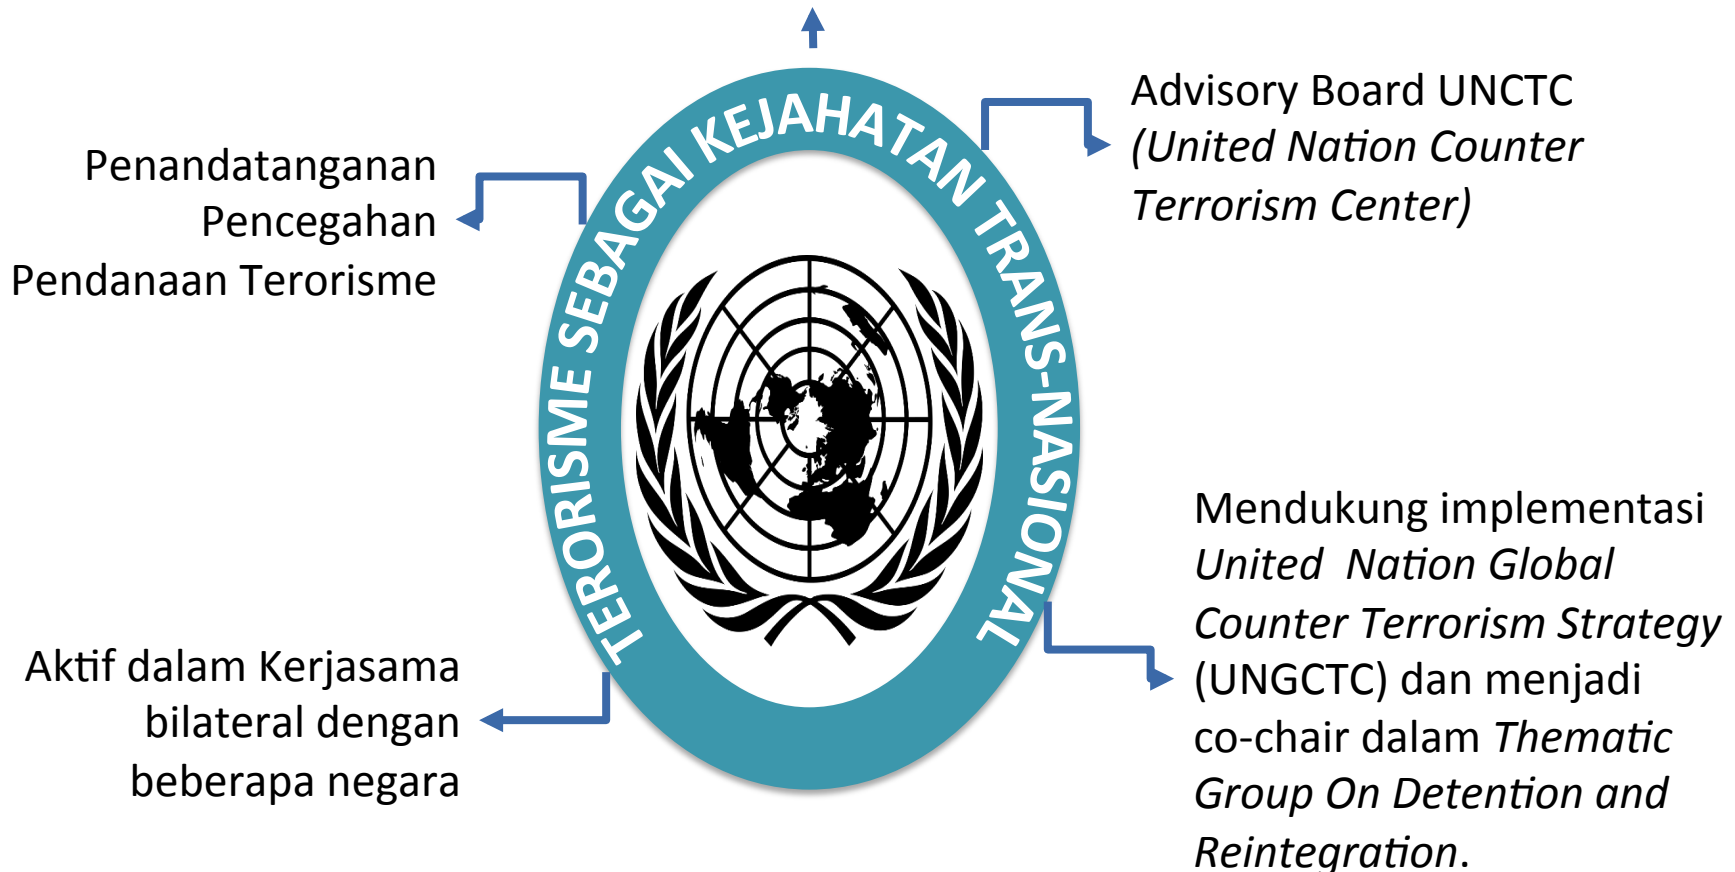 TERORISME SEBAGAI KEJAHATAN TRANS-NASIONAL
Penandatanganan
Pencegahan
Pendanaan Terorisme
Advisory Board UNCTC
(United Nation Counter
Terrorism Center)
Aktif dalam Kerjasama
bilateral dengan
beberapa negara
Mendukung implementasi
United  Nation Global
Counter Terrorism Strategy
(UNGCTC) dan menjadi
co-chair dalam Thematic
Group On Detention and
Reintegration.